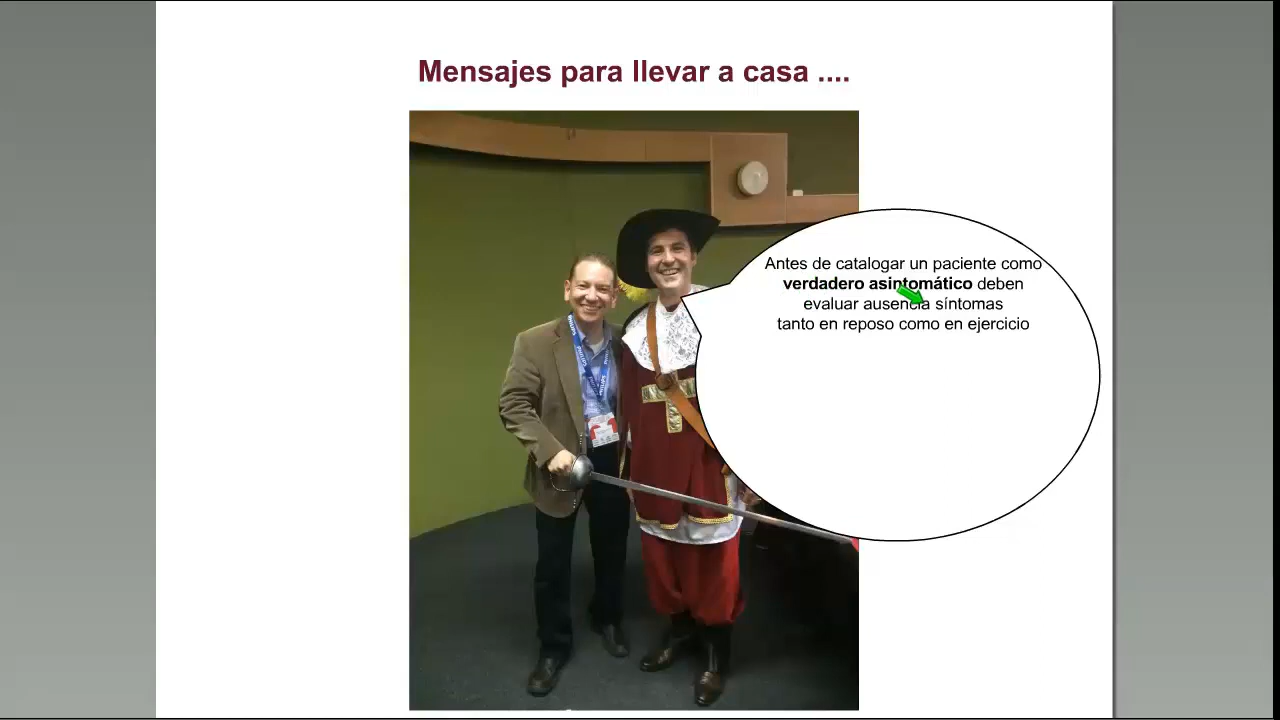 Mensajes para llevar a casa ....
Antes de catalogar un paciente como
verdadero asintomático deben
evaluar ausencia síntomas
tanto en reposo como en ejercicio